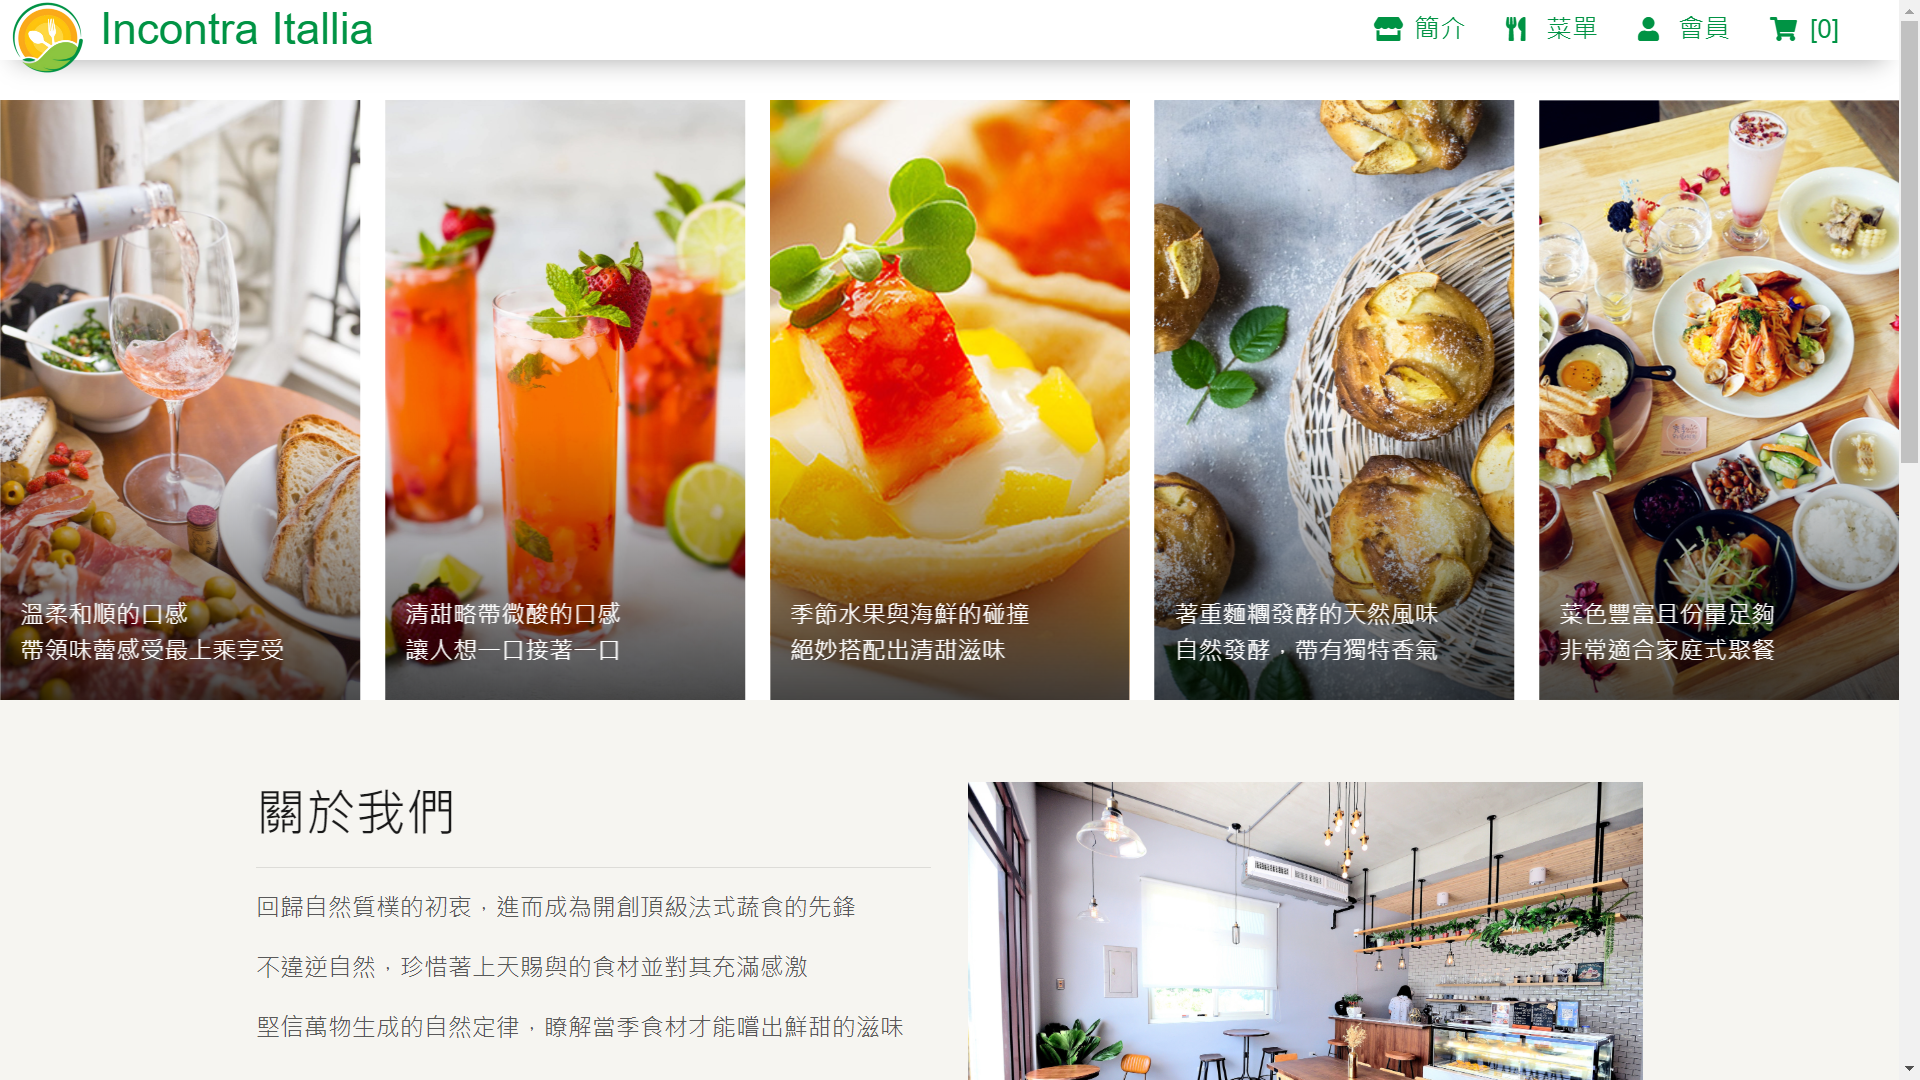 Incontra Itallia
簡介
菜單
會員
[0]
溫柔和順的口感
帶領味蕾感受最上乘享受
清甜略帶微酸的口感
讓人想一口接著一口
季節水果與海鮮的碰撞
絕妙搭配出清甜滋味
著重麵糰發酵的天然風味
自然發酵，帶有獨特香氣
菜色豐富且份量足夠
非常適合家庭式聚餐
關於我們
回歸自然質樸的初衷，進而成為開創頂級法式蔬食的先鋒
不違逆自然，珍惜著上天賜與的食材並對其充滿感激
堅信萬物生成的自然定律，瞭解當季食材才能嚐出鮮甜的滋味